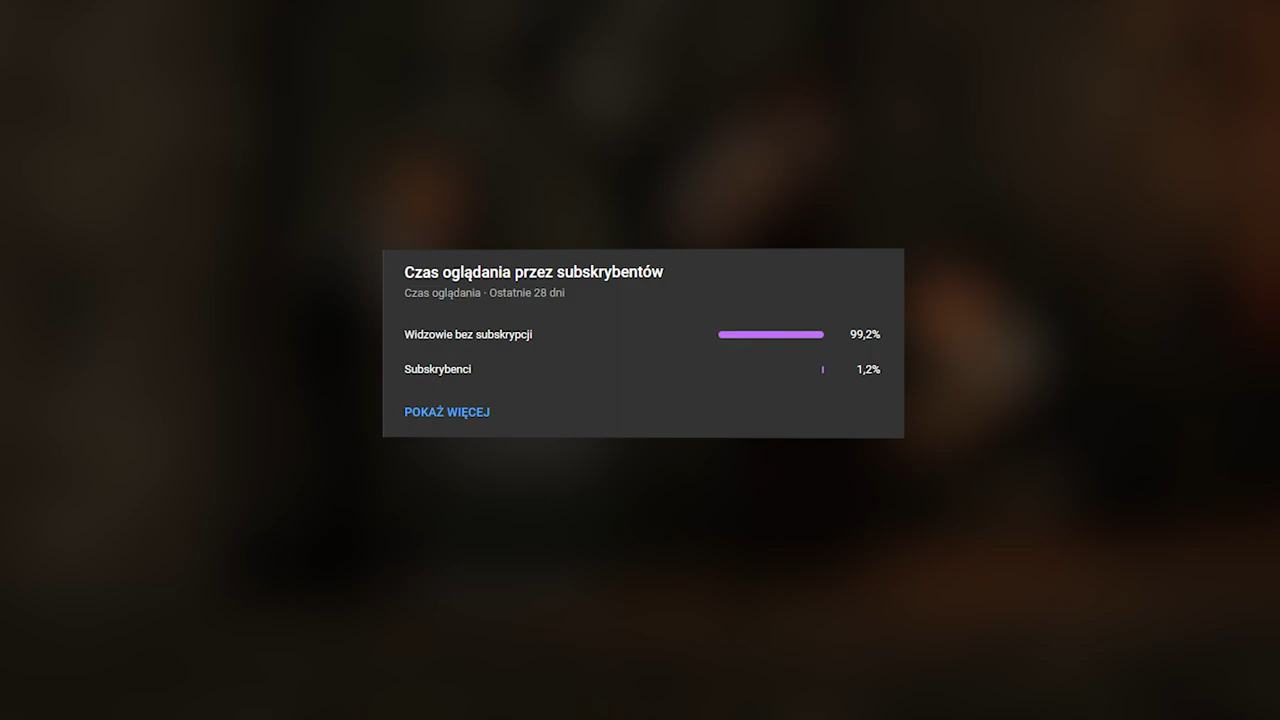 Czas oglądania przez subskrybentów
Czas oglądania · Ostatnie 28 dni
Widzowie bez subskrypcji 99,2%
Subskrybenci 1,2%
POKAŻ WIĘCEJ